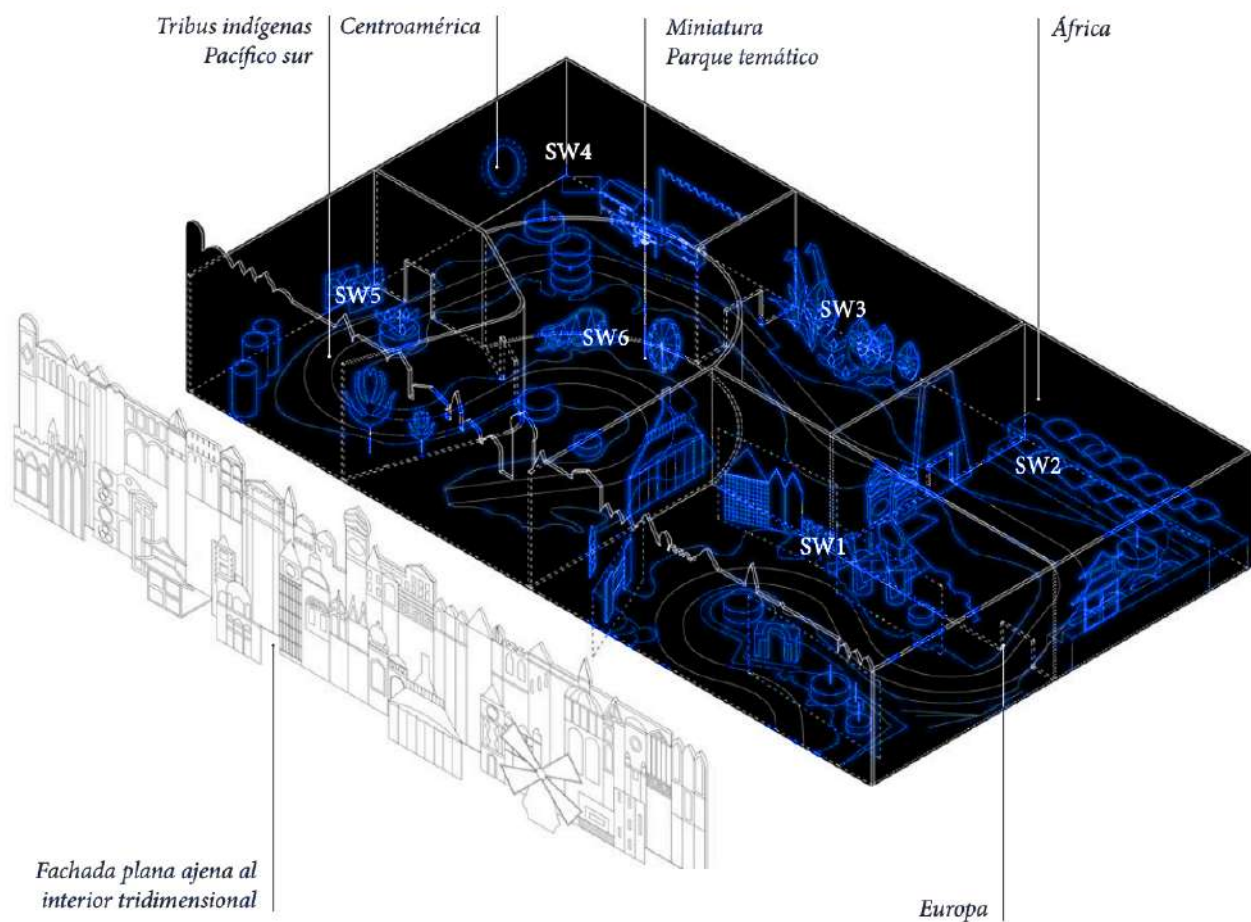 Tribus indígenas
Pacífico sur
Centroamérica
Miniatura
Parque temático
África
SW4
SW5
SW6
SW3
SW2
SW1
Fachada plana ajena al
interior tridimensional
Europa